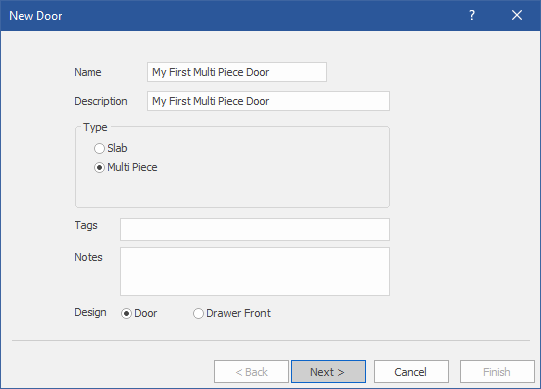 New Door ?
Name My First Multi Piece Door
Description My First Multi Piece Door
Type
Slab
Multi Piece
Tags
Notes
Design Door Drawer Front
< Back Next > Cancel Finish